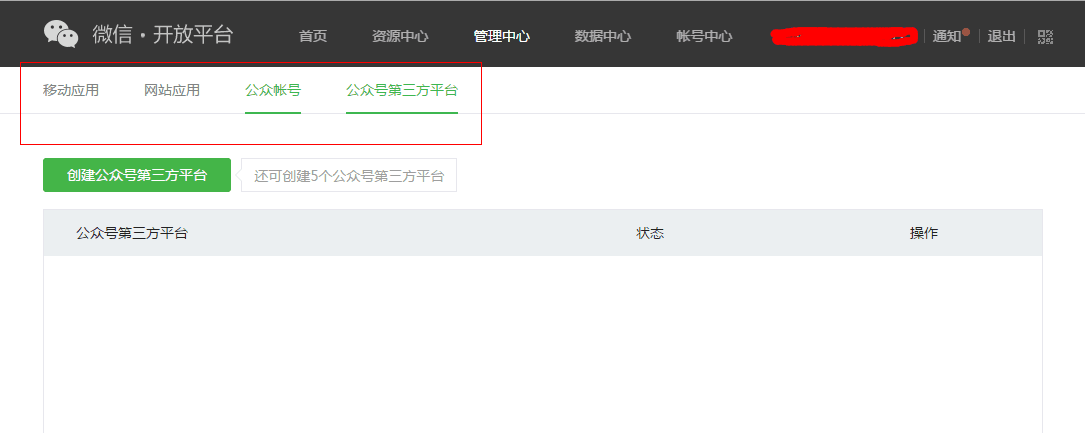 微信·开放平台 首页 资源中心 管理中心 数据中心 帐号中心 通知 退出
移动应用 网站应用 公众帐号 公众号第三方平台
创建公众号第三方平台 还可创建5个公众号第三方平台
公众号第三方平台 状态 操作